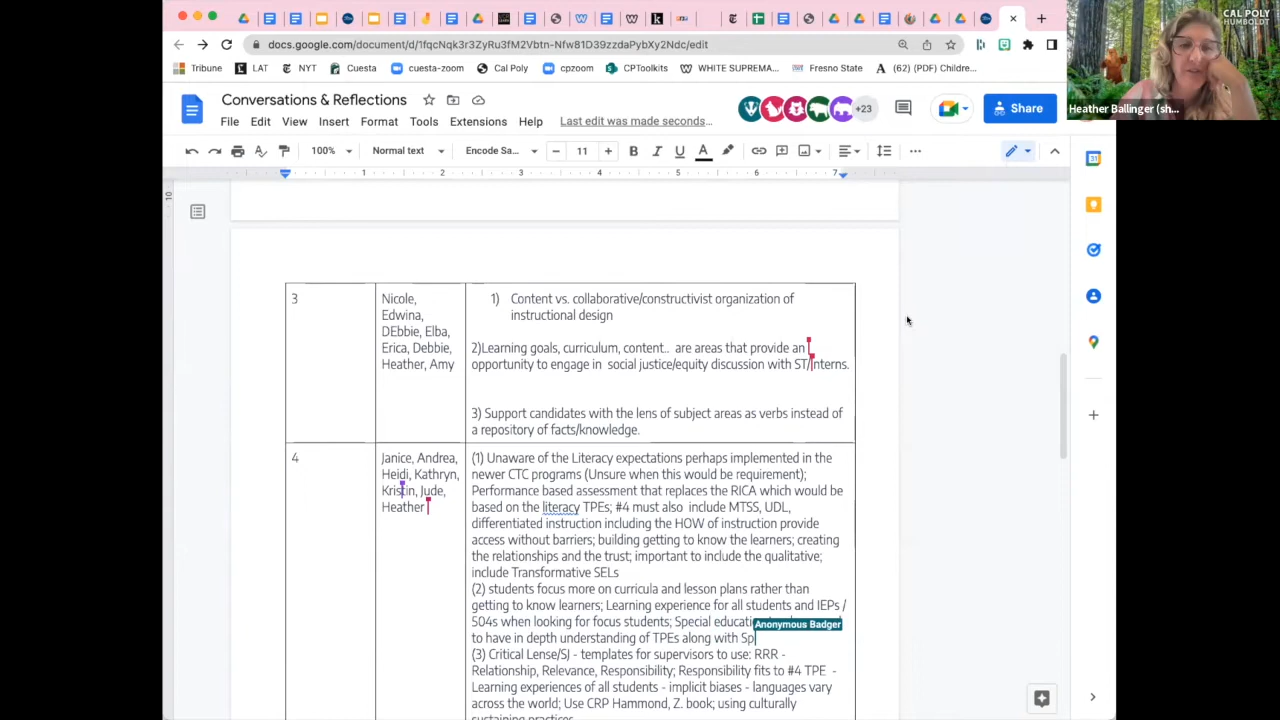 docs.google.com/document/d/1fqcNqk3r3ZyRu3fM2Vbtn-Nfw81D39zzdaPybXy2Ndc/edit
Tribune LAT NYT Cuesta cuesta-zoom Cal Poly cpzoom CPToolkits WHITE SUPREMA... Fresno State (62) (PDF) Childre...
CAL POLY
HUMBOLDT
Heather Ballinger (sh...
Conversations & Reflections
+23
Share
File Edit View Insert Format Tools Extensions Help Last edit was made seconds...
100% Normal text Encode Sa... 11
1 2 3 4 5 6 7
3
Nicole,
Edwina,
DEbbie, Elba,
Erica, Debbie,
Heather, Amy
1) Content vs. collaborative/constructivist organization of
instructional design
2)Learning goals, curriculum, content.. are areas that provide an
opportunity to engage in social justice/equity discussion with ST/Interns.
3) Support candidates with the lens of subject areas as verbs instead of
a repository of facts/knowledge.
4
Janice, Andrea,
Heidi, Kathryn,
Kristin, Jude,
Heather
(1) Unaware of the Literacy expectations perhaps implemented in the
newer CTC programs (Unsure when this would be requirement);
Performance based assessment that replaces the RICA which would be
based on the literacy TPEs; #4 must also include MTSS, UDL,
differentiated instruction including the HOW of instruction provide
access without barriers; building getting to know the learners; creating
the relationships and the trust; important to include the qualitative;
include Transformative SELs
(2) students focus more on curricula and lesson plans rather than
getting to know learners; Learning experience for all students and IEPs /
504s when looking for focus students; Special educati
Anonymous Badger
to have in depth understanding of TPEs along with Sp
(3) Critical Lense/SJ - templates for supervisors to use: RRR -
Relationship, Relevance, Responsibility; Responsibility fits to #4 TPE -
Learning experiences of all students - implicit biases - languages vary
across the world; Use CRP Hammond, Z. book; using culturally
sustaining practices